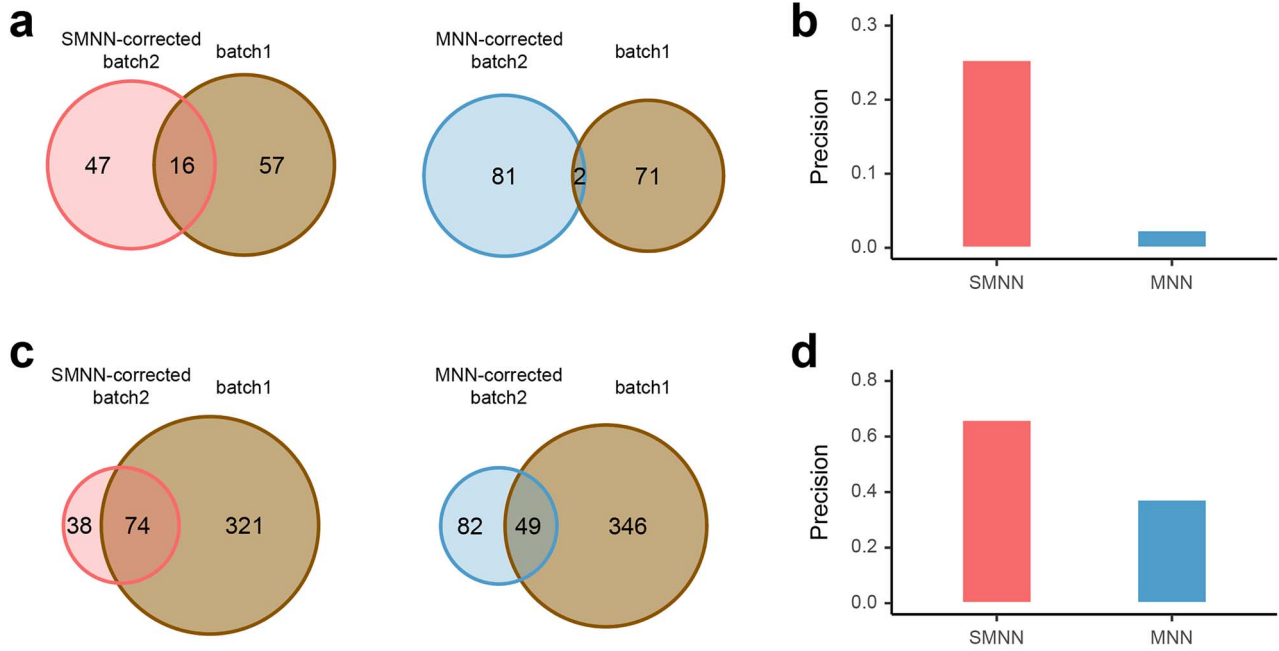 a
SMNN-corrected
batch2
batch1
47
16
57
MNN-corrected
batch2
batch1
81
2
71
b
Precision
0.3
0.2
0.1
0.0
SMNN
MNN
c
SMNN-corrected
batch2
batch1
38
74
321
MNN-corrected
batch2
batch1
82
49
346
d
Precision
0.8
0.6
0.4
0.2
0.0
SMNN
MNN